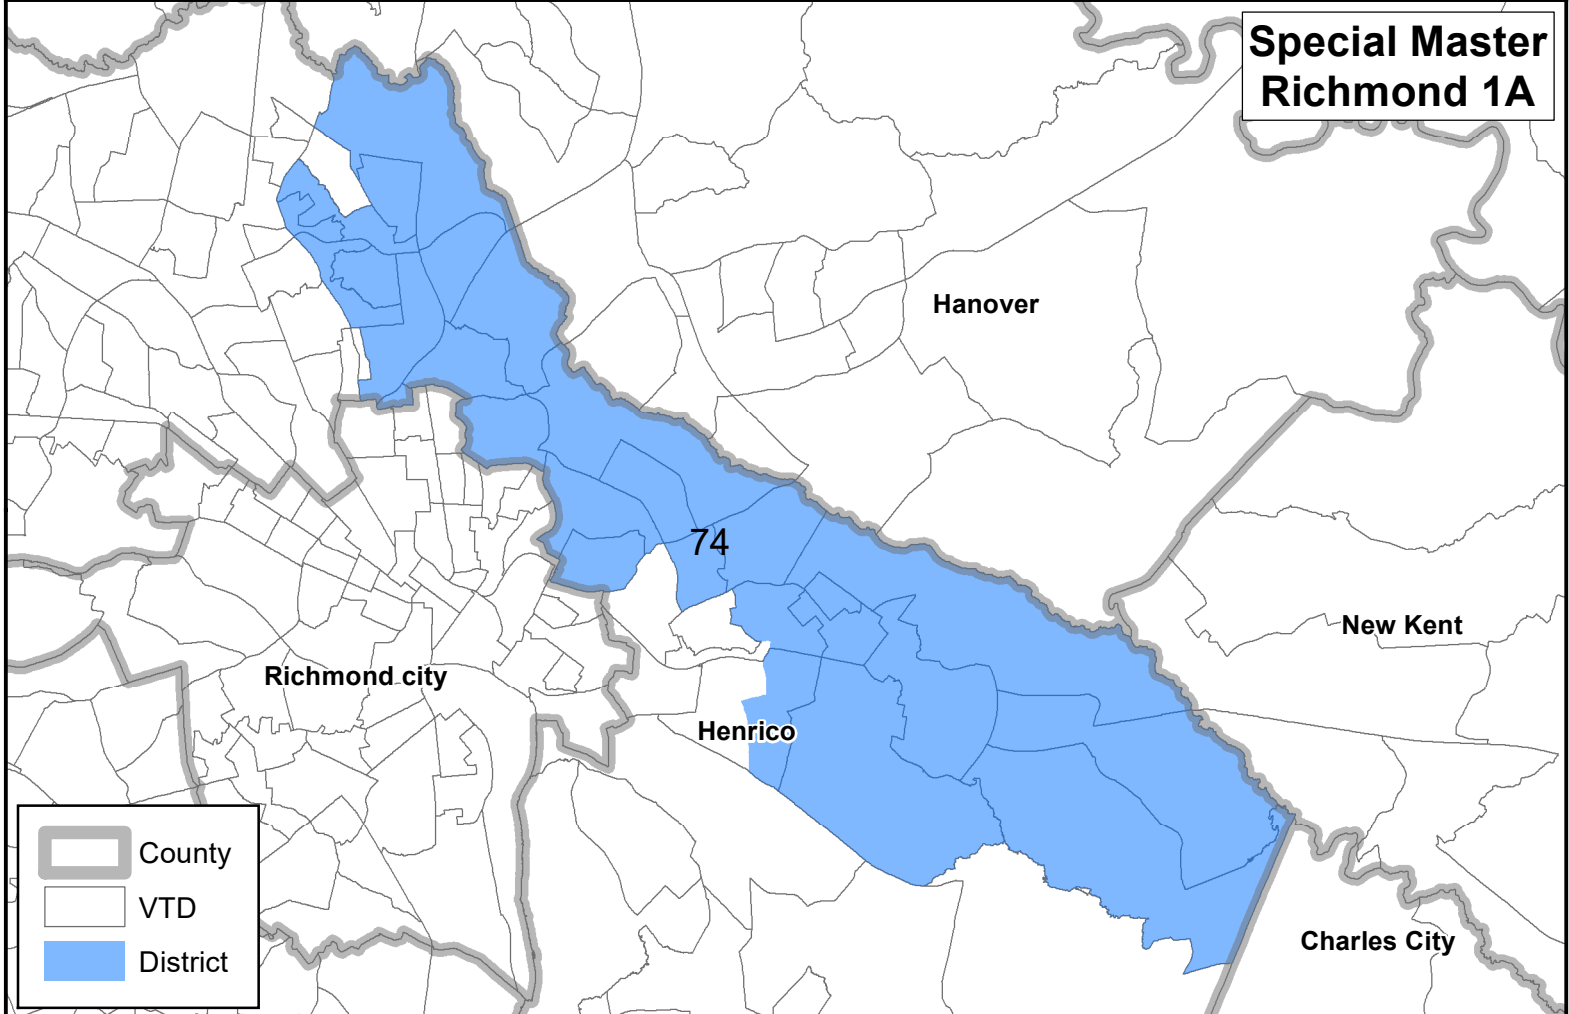 Special Master
Richmond 1A
Hanover
74
New Kent
Richmond city
Henrico
Charles City
County
VTD
District